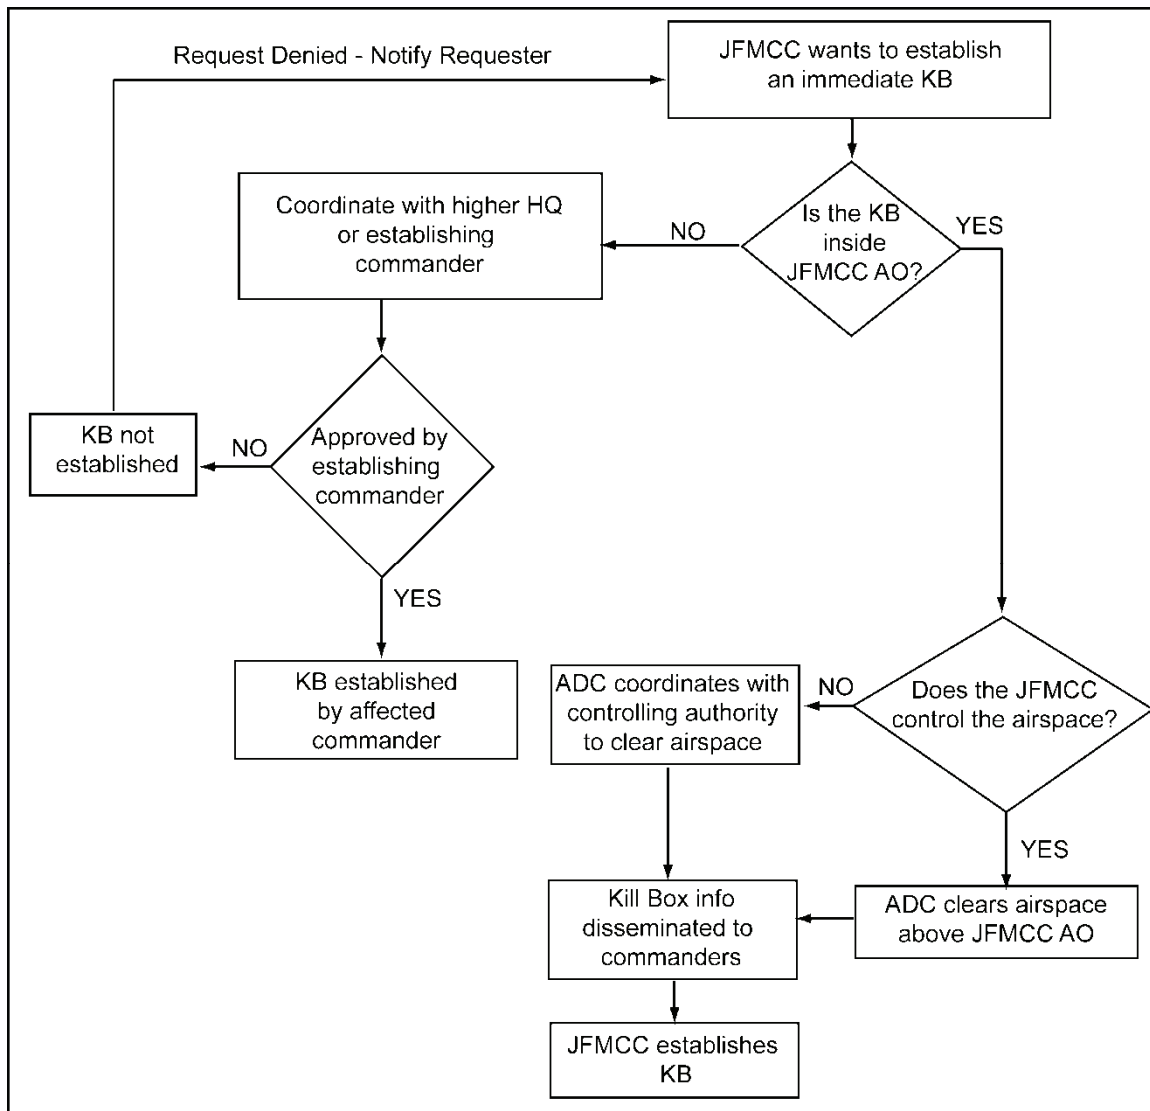 Request Denied - Notify Requester
JFMCC wants to establish
an immediate KB
Coordinate with higher HQ
or establishing
commander
NO
Is the KB
inside
JFMCC AO?
YES
KB not
established
NO
Approved by
establishing
commander
YES
KB established
by affected
commander
ADC coordinates with
controlling authority
to clear airspace
NO
Does the JFMCC
control the airspace?
YES
Kill Box info
disseminated to
commanders
ADC clears airspace
above JFMCC AO
JFMCC establishes
KB